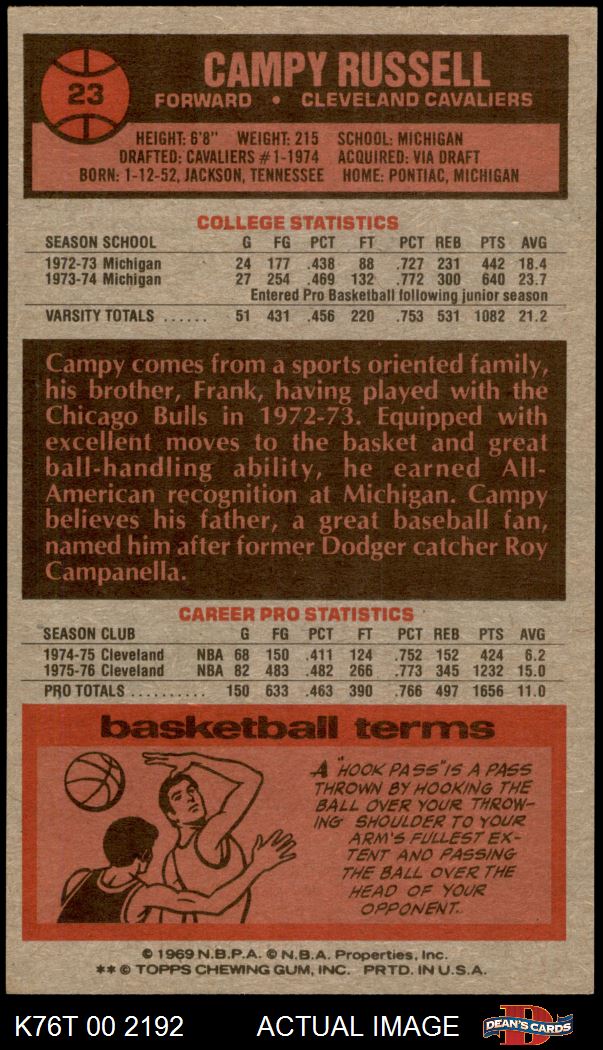 23
CAMPY RUSSELL
FORWARD • CLEVELAND CAVALIERS
HEIGHT: 6'8" WEIGHT: 215 SCHOOL: MICHIGAN
DRAFTED: CAVALIERS #1-1974 ACQUIRED: VIA DRAFT
BORN: 1-12-52, JACKSON, TENNESSEE HOME: PONTIAC, MICHIGAN
COLLEGE STATISTICS
SEASON SCHOOL G FG PCT FT PCT REB PTS AVG
1972-73 Michigan 24 177 .438 88 .727 231 442 18.4
1973-74 Michigan 27 254 .469 132 .772 300 640 23.7
Entered Pro Basketball following junior season
VARSITY TOTALS ...... 51 431 .456 220 .753 531 1082 21.2
Campy comes from a sports oriented family,
his brother, Frank, having played with the
Chicago Bulls in 1972-73. Equipped with
excellent moves to the basket and great
ball-handling ability, he earned All-
American recognition at Michigan. Campy
believes his father, a great baseball fan,
named him after former Dodger catcher Roy
Campanella.
CAREER PRO STATISTICS
SEASON CLUB G FG PCT FT PCT REB PTS AVG
1974-75 Cleveland NBA 68 150 .411 124 .752 152 424 6.2
1975-76 Cleveland NBA 82 483 .482 266 .773 345 1232 15.0
PRO TOTALS .......... 150 633 .463 390 .766 497 1656 11.0
basketball terms
A "HOOK PASS" IS A PASS
THROWN BY HOOKING THE
BALL OVER YOUR THROW-
ING SHOULDER TO YOUR
ARM'S FULLEST EX-
TENT AND PASSING
THE BALL OVER THE
HEAD OF YOUR
OPPONENT.
© 1969 N.B.P.A. © N.B.A. Properties, Inc.
** © TOPPS CHEWING GUM, INC. PRTD. IN U.S.A.
K76T 00 2192 ACTUAL IMAGE
D
DEAN'S CARDS